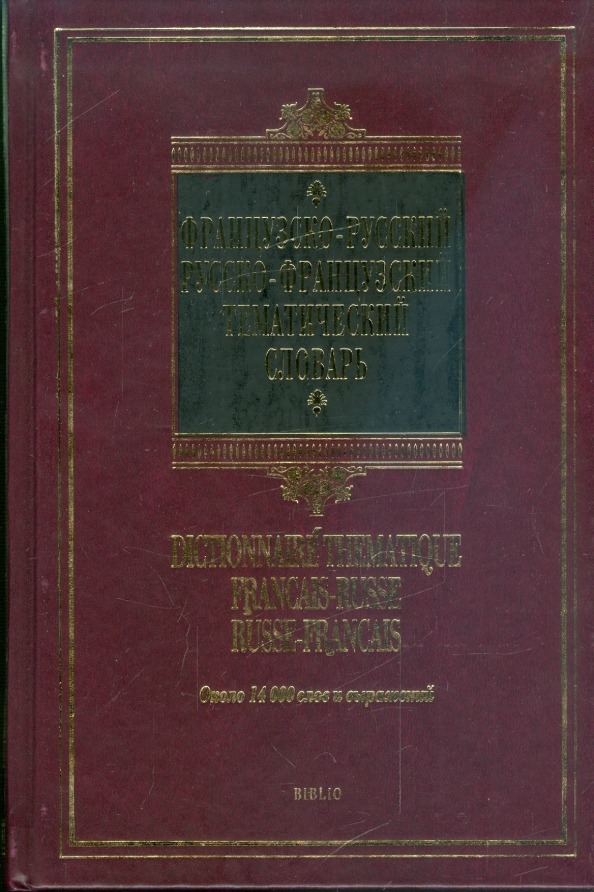 ФРАНЦУЗСКО-РУССКИЙ
РУССКО-ФРАНЦУЗСКИЙ
ТЕМАТИЧЕСКИЙ
СЛОВАРЬ
DICTIONNAIRE THEMATIQUE
FRANCAIS-RUSSE
RUSSE-FRANCAIS
Около 14 000 слов и выражений
BIBLIO